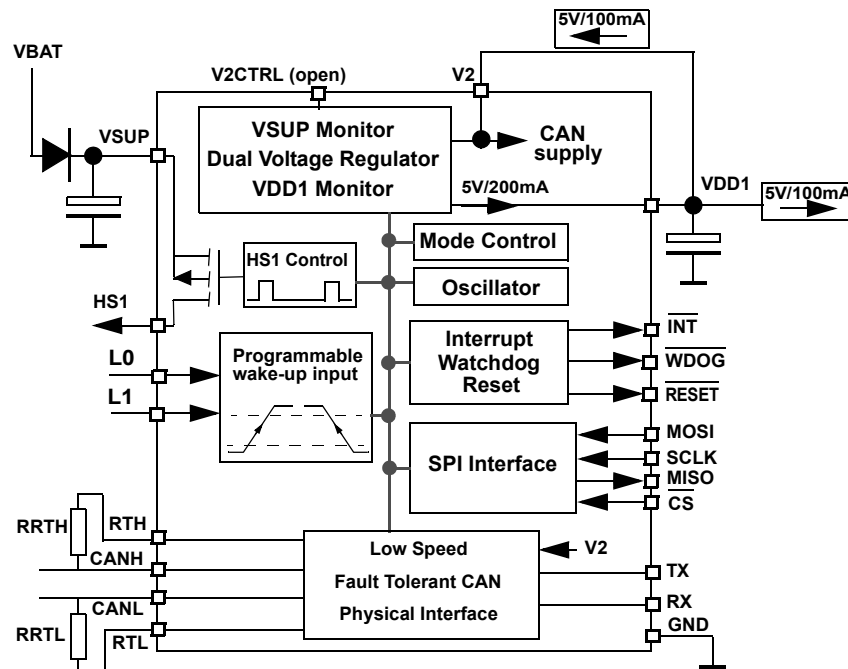 5V/100mA
VBAT
V2CTRL (open)
V2
VSUP
VSUP Monitor
Dual Voltage Regulator
VDD1 Monitor
CAN
supply
5V/200mA
VDD1
5V/100mA
Mode Control
HS1 Control
Oscillator
HS1
INT
L0
Programmable
wake-up input
Interrupt
Watchdog
Reset
WDOG
L1
RESET
MOSI
SPI Interface
SCLK
MISO
CS
RRTH
RTH
Low Speed
V2
CANH
Fault Tolerant CAN
TX
CANL
Physical Interface
RX
GND
RRTL
RTL